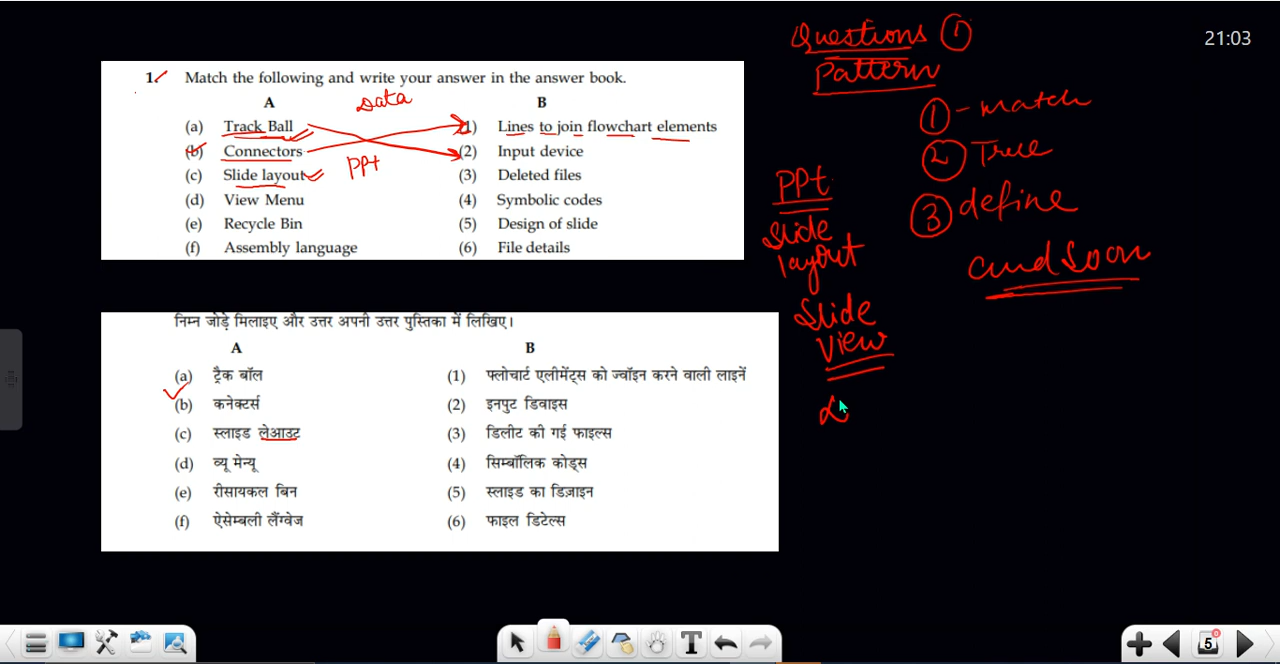 Questions ①
21:03
Pattern
1. Match the following and write your answer in the answer book.
A B
Data
(a) Track Ball (1) Lines to join flowchart elements
(b) Connectors (2) Input device
PPt
(c) Slide layout (3) Deleted files
(d) View Menu (4) Symbolic codes
(e) Recycle Bin (5) Design of slide
(f) Assembly language (6) File details
① - match
② True
③ define
and Soon
PPt
Slide
layout
Slide
View
निम्न जोड़े मिलाइए और उत्तर अपनी उत्तर पुस्तिका में लिखिए।
A B
(a) ट्रैक बॉल (1) फ्लोचार्ट एलीमेंट्स को ज्वॉइन करने वाली लाइनें
(b) कनेक्टर्स (2) इनपुट डिवाइस
(c) स्लाइड लेआउट (3) डिलीट की गई फाइल्स
(d) व्यू मेन्यू (4) सिम्बॉलिक कोड्स
(e) रीसायकल बिन (5) स्लाइड का डिज़ाइन
(f) ऐसेम्बली लैंग्वेज (6) फाइल डिटेल्स
T
5